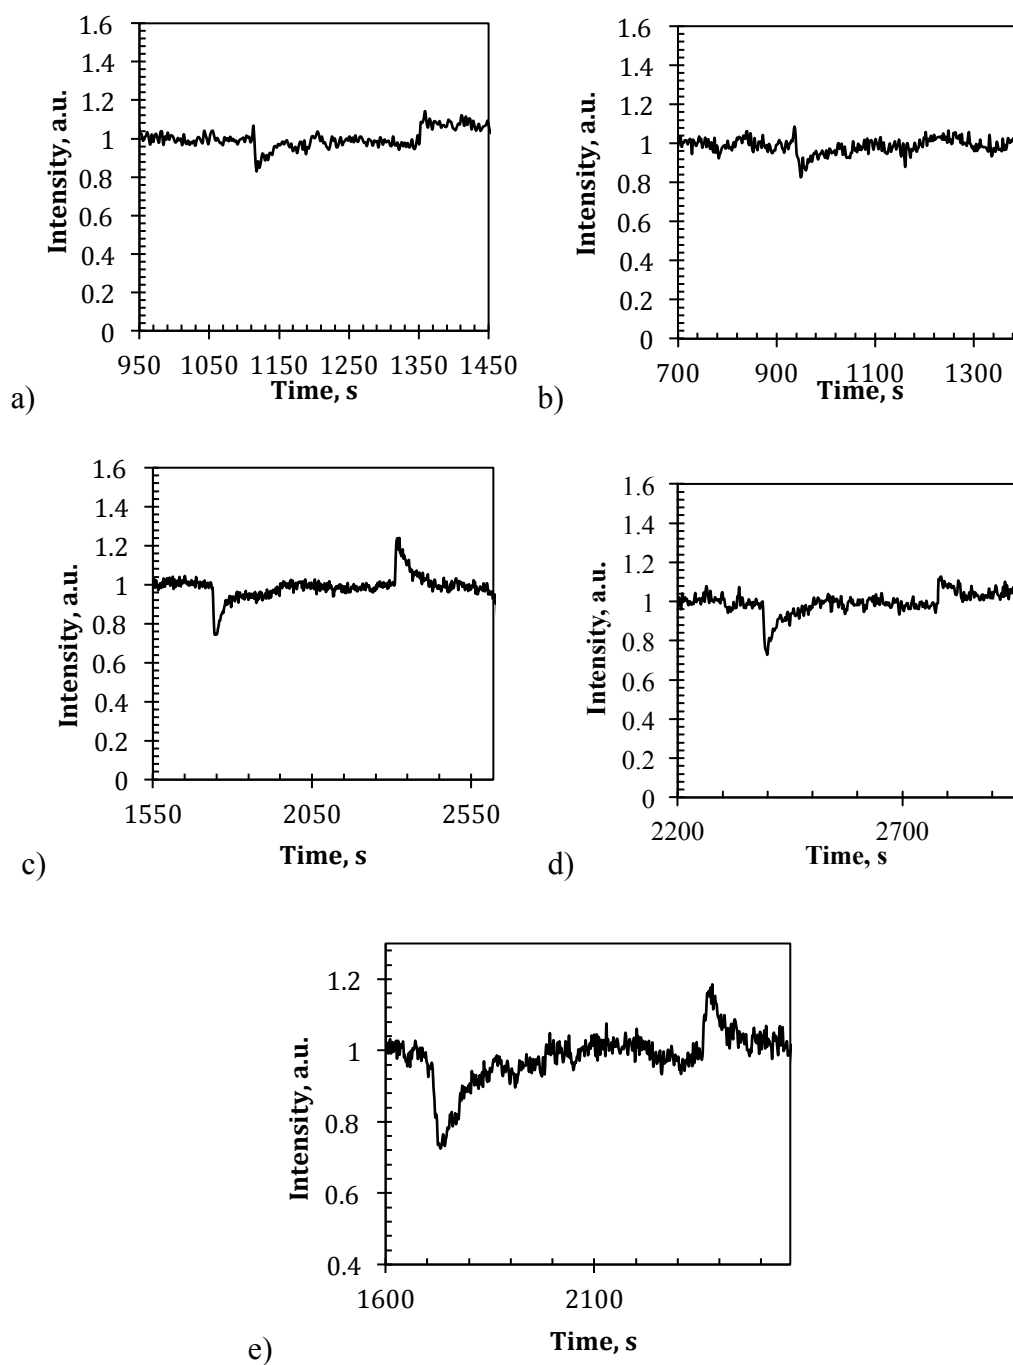 1.6
1.4
1.2
1
0.8
0.6
0.4
0.2
0
Intensity, a.u.
950 1050 1150 1250 1350 1450
Time, s
a)
1.6
1.4
1.2
1
0.8
0.6
0.4
0.2
0
Intensity, a.u.
700 900 1100 1300
Time, s
b)
1.6
1.4
1.2
1
0.8
0.6
0.4
0.2
0
Intensity, a.u.
1550 2050 2550
Time, s
c)
1.6
1.4
1.2
1
0.8
0.6
0.4
0.2
0
Intensity, a.u.
2200 2700
Time, s
d)
1.2
1
0.8
0.6
0.4
Intensity, a.u.
1600 2100
Time, s
e)